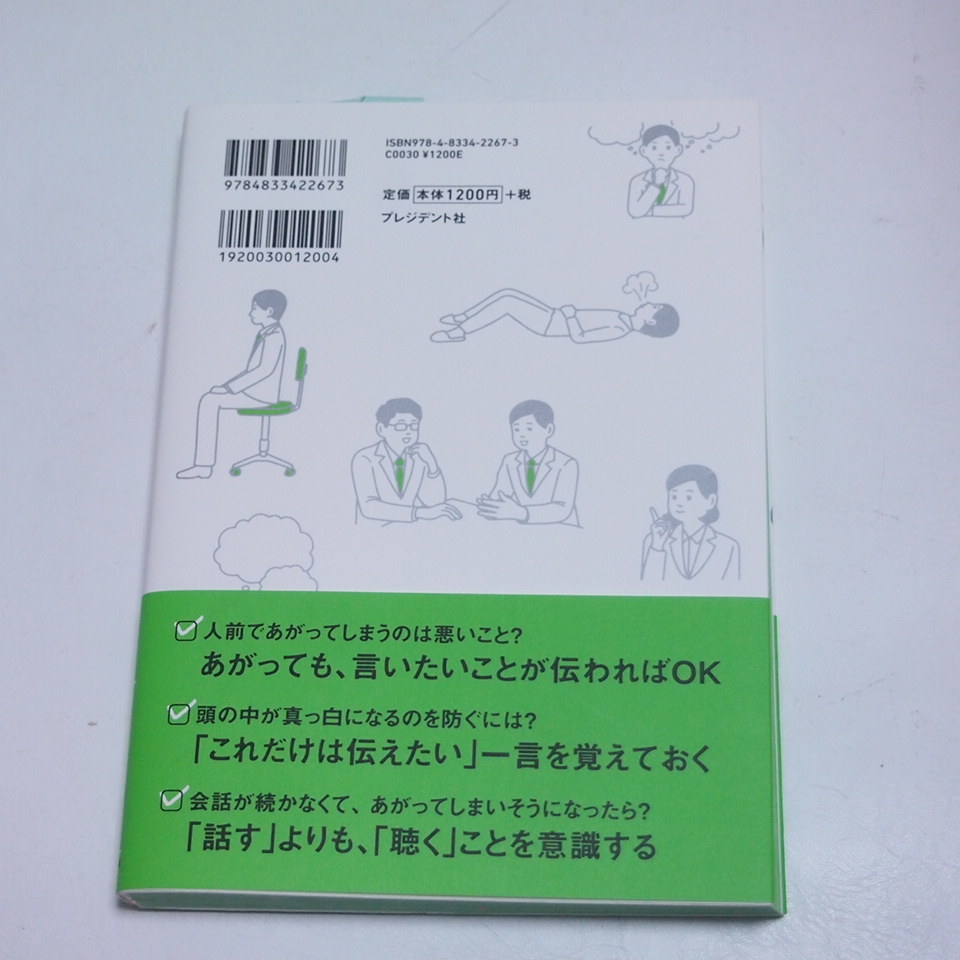 9784833422673
1920030012004
ISBN978-4-8334-2267-3
C0030 ¥1200E
定価 本体1200円 +税
プレジデント社
人前であがってしまうのは悪いこと?
あがっても、言いたいことが伝わればOK
頭の中が真っ白になるのを防ぐには?
「これだけは伝えたい」一言を覚えておく
会話が続かなくて、あがってしまいそうになったら?
「話す」よりも、「聴く」ことを意識する